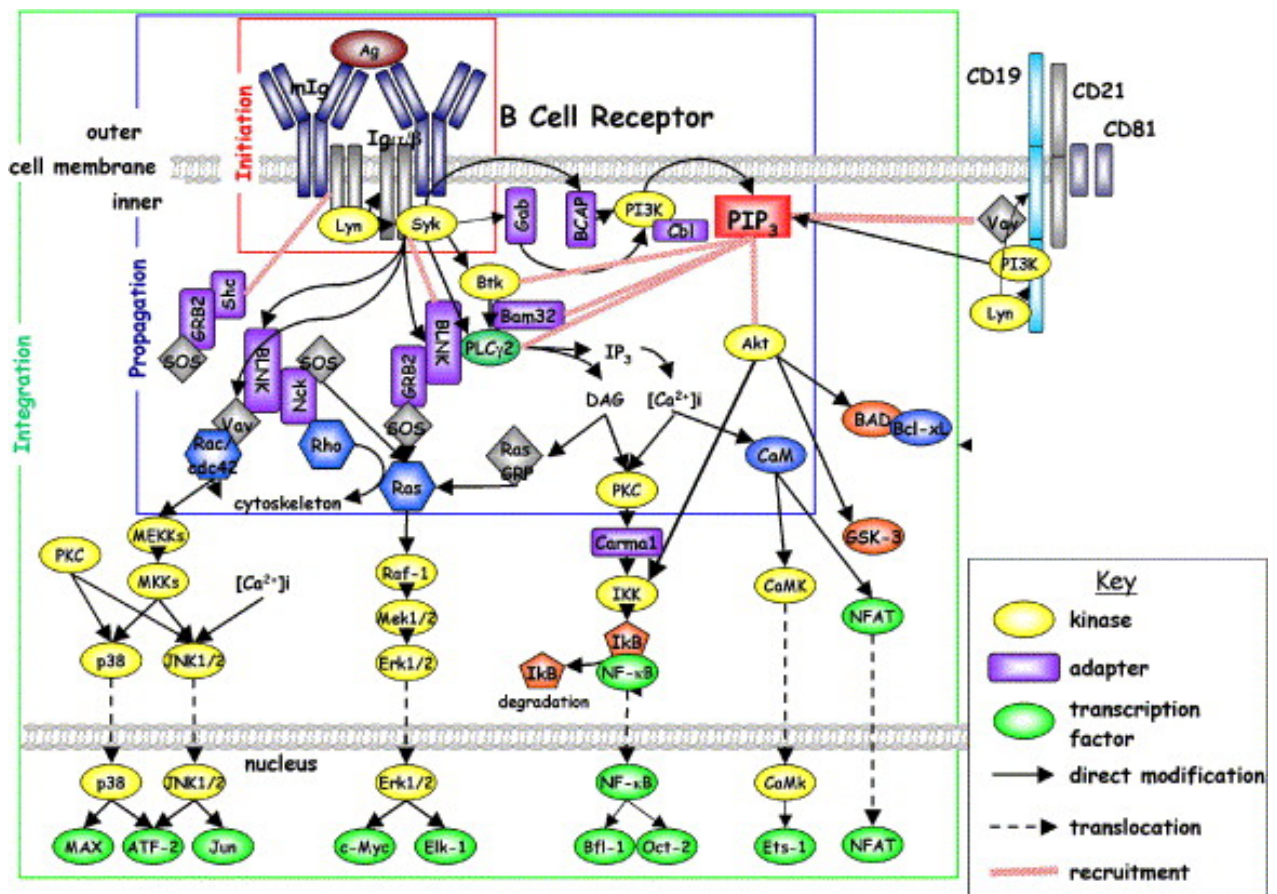 Ag
mIg
Igα/β
B Cell Receptor
CD19
CD21
CD81
outer
cell membrane
inner
Initiation
Propagation
Integration
Lyn
Syk
Gab
BCAP
PI3K
Cbl
PIP3
Vav
PI3K
Lyn
Btk
Bam32
PLCγ2
Shc
GRB2
SOS
BLNK
Nck
SOS
Vav
Rac/
cdc42
Rho
BLNK
GRB2
SOS
Ras
cytoskeleton
IP3
DAG
[Ca2+]i
Ras
GRP
Akt
BAD
Bcl-xL
CaM
PKC
Carma1
GSK-3
MEKKs
PKC
MKKs
[Ca2+]i
Raf-1
Mek1/2
IKK
CaMK
NFAT
p38
JNK1/2
Erk1/2
IkB
NF-κB
IkB
degradation
nucleus
p38
JNK1/2
Erk1/2
NF-κB
CaMk
MAX
ATF-2
Jun
c-Myc
Elk-1
Bfl-1
Oct-2
Ets-1
NFAT
Key
kinase
adapter
transcription
factor
direct modification
translocation
recruitment